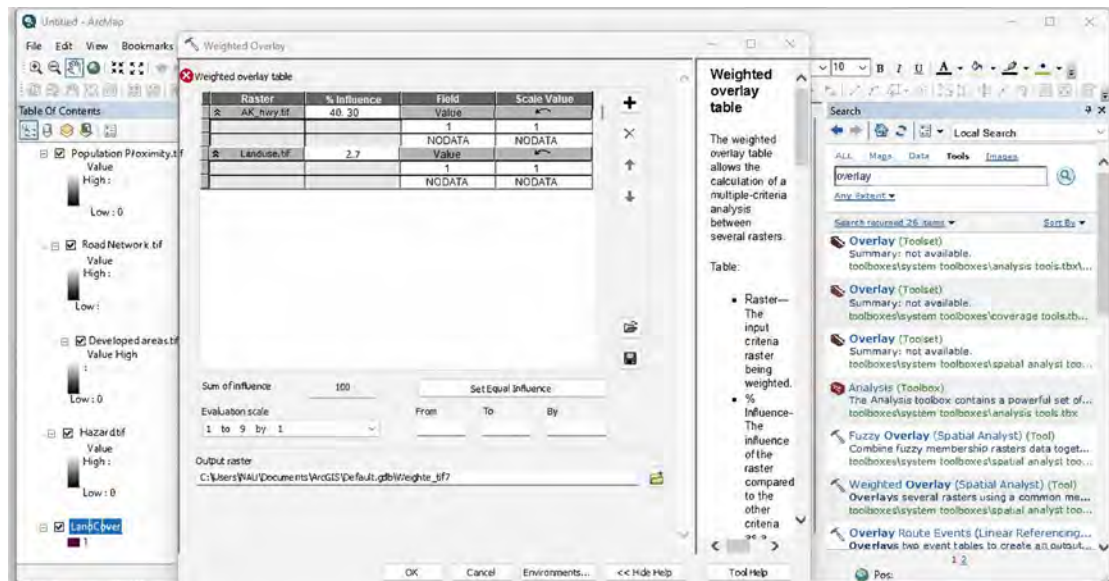 Untitled - ArcMap
File Edit View Bookmarks
Weighted Overlay
10 B I U A
Table Of Contents
Population Proximity.tif
Value
High :
Low : 0
Road Network.tif
Value
High :
Low :
Developed areas.tif
Value High
:
Low : 0
Hazard.tif
Value
High :
Low : 0
LandCover
1
Weighted overlay table
Raster % Influence Field Scale Value
AK_hwy.tif 40. 30 Value
1 1
NODATA NODATA
Landuse.tif 2.7 Value
1 1
NODATA NODATA
Sum of influence 100 Set Equal Influence
Evaluation scale From To By
1 to 9 by 1
Output raster
C:\Users\NAU\Documents\ArcGIS\Default.gdb\Weighte_tif7
OK Cancel Environments... << Hide Help Tool Help
Weighted
overlay
table
The weighted
overlay table
allows the
calculation of a
multiple-criteria
analysis
between
several rasters.
Table:
• Raster—
The
input
criteria
raster
being
weighted.
• %
Influence-
The
influence
of the
raster
compared
to the
other
criteria
as a
Search
Local Search
ALL Maps Data Tools Images
overlay
Any Extent
Search returned 26 items Sort By
Overlay (Toolset)
Summary: not available.
toolboxes\system toolboxes\analysis tools.tbx\...
Overlay (Toolset)
Summary: not available.
toolboxes\system toolboxes\coverage tools.tb...
Overlay (Toolset)
Summary: not available.
toolboxes\system toolboxes\spatial analyst too...
Analysis (Toolbox)
The Analysis toolbox contains a powerful set of...
toolboxes\system toolboxes\analysis tools.tbx
Fuzzy Overlay (Spatial Analyst) (Tool)
Combine fuzzy membership rasters data toget...
toolboxes\system toolboxes\spatial analyst too...
Weighted Overlay (Spatial Analyst) (Tool)
Overlays several rasters using a common me...
toolboxes\system toolboxes\spatial analyst too...
Overlay Route Events (Linear Referencing...
Overlays two event tables to create an output...
1 2
Pos: